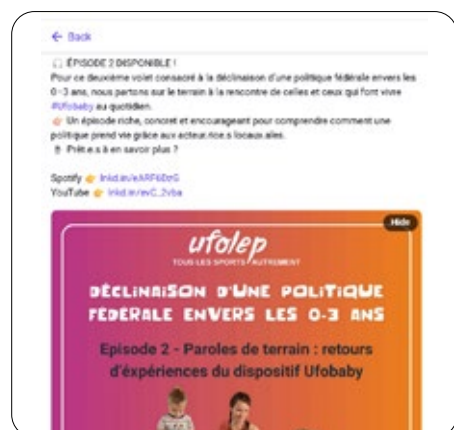 ← Back
🎧 ÉPISODE 2 DISPONIBLE !
Pour ce deuxième volet consacré à la déclinaison d'une politique fédérale envers les
0-3 ans, nous partons sur le terrain à la rencontre de celles et ceux qui font vivre
#Ufobaby au quotidien.
👉 Un épisode riche, concret et encourageant pour comprendre comment une
politique prend vie grâce aux acteur.rice.s locaux.ales.
Prêt.e.s à en savoir plus ?
Spotify 👉
YouTube 👉
Hide
ufolep
TOUS LES SPORTS AUTREMENT
DÉCLINAISON D'UNE POLITIQUE
FÉDÉRALE ENVERS LES 0-3 ANS
Episode 2 - Paroles de terrain : retours
d'éxpériences du dispositif Ufobaby